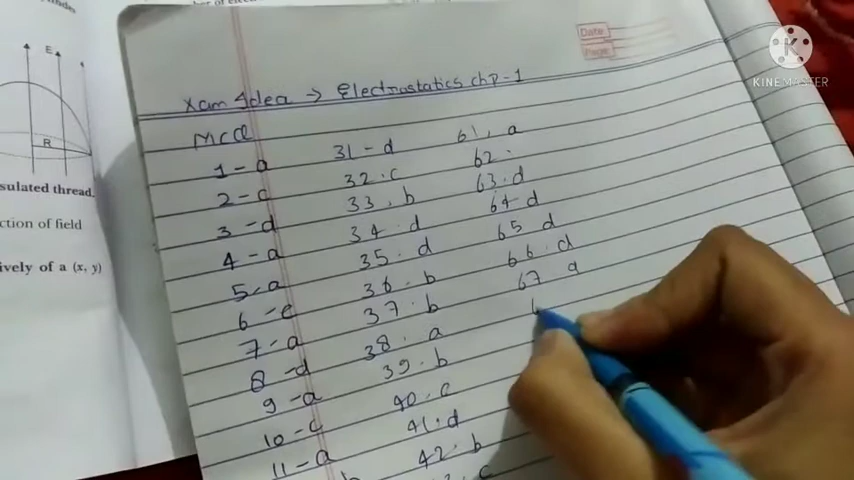 E
R
sulated thread.
ction of field
ively of a (x, y)
Date
Page
KINEMASTER
Xam Idea → Electrostatics chp-1
MCQ
1-a
2-c
3-d
4-a
5-a
6-c
7-a
8-d
9-a
10-c
11-a
31-d
32.c
33.b
34.d
35.d
36.b
37.b
38.a
39.b
40.c
41.d
42.b
61.a
62.
63.d
64.d
65 d
66.d
67 a